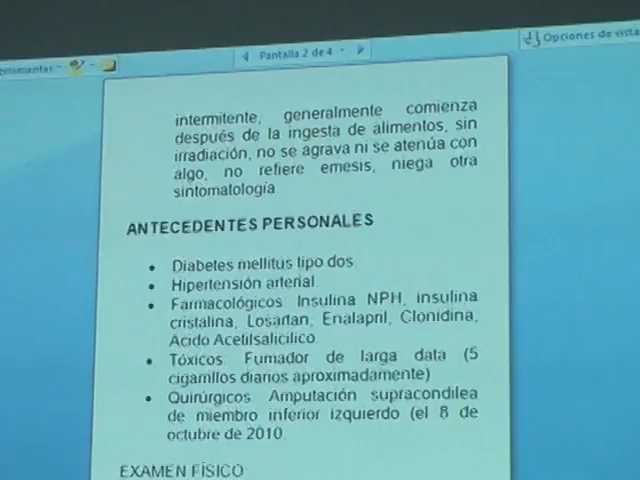 Pantalla 2 de 4
Opciones de vista
intermitente, generalmente comienza
después de la ingesta de alimentos, sin
irradiación, no se agrava ni se atenúa con
algo, no refiere emesis, niega otra
sintomatología
ANTECEDENTES PERSONALES
• Diabetes mellitus tipo dos
• Hipertensión arterial.
• Farmacológicos Insulina NPH, insulina
cristalina, Losartan, Enalapril, Clonidina,
Acido Acetilsalicilico
• Tóxicos. Fumador de larga data (5
cigarrillos diarios aproximadamente)
• Quirúrgicos Amputación supracondilea
de miembro inferior izquierdo (el 8 de
octubre de 2010
EXAMEN FÍSICO